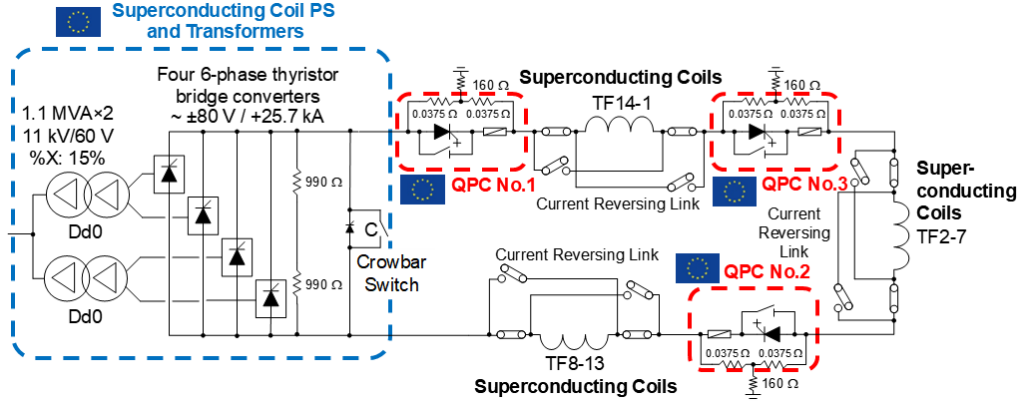 Superconducting Coil PS
and Transformers
Four 6-phase thyristor
bridge converters
~ ±80 V / +25.7 kA
1.1 MVA×2
11 kV/60 V
%X: 15%
Dd0
Dd0
990 Ω
990 Ω
C
Crowbar
Switch
160 Ω
0.0375 Ω
0.0375 Ω
QPC No.1
Superconducting Coils
TF14-1
Current Reversing Link
160 Ω
0.0375 Ω
0.0375 Ω
QPC No.3
Super-
conducting
Coils
TF2-7
Current
Reversing
Link
QPC No.2
0.0375 Ω
0.0375 Ω
160 Ω
Current Reversing Link
TF8-13
Superconducting Coils